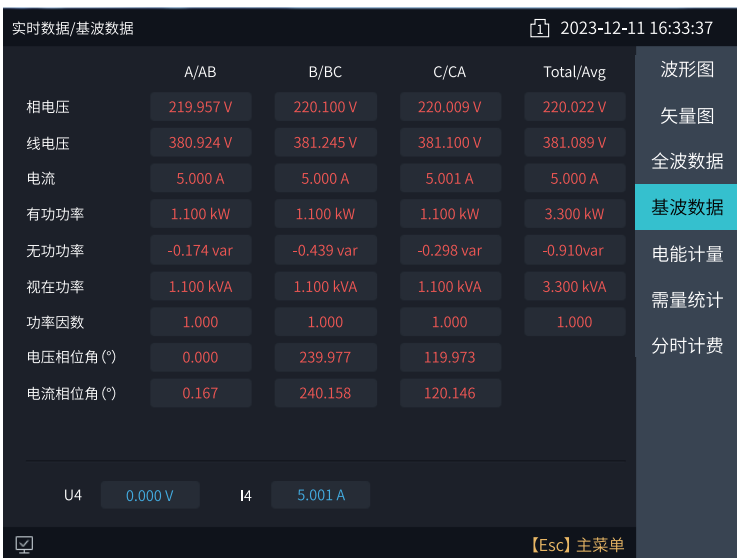 实时数据/基波数据 1 2023-12-11 16:33:37
A/AB B/BC C/CA Total/Avg
相电压 219.957 V 220.100 V 220.009 V 220.022 V
线电压 380.924 V 381.245 V 381.100 V 381.089 V
电流 5.000 A 5.000 A 5.001 A 5.000 A
有功功率 1.100 kW 1.100 kW 1.100 kW 3.300 kW
无功功率 -0.174 var -0.439 var -0.298 var -0.910var
视在功率 1.100 kVA 1.100 kVA 1.100 kVA 3.300 kVA
功率因数 1.000 1.000 1.000 1.000
电压相位角(°) 0.000 239.977 119.973
电流相位角(°) 0.167 240.158 120.146
U4 0.000 V I4 5.001 A
【Esc】主菜单
波形图
矢量图
全波数据
基波数据
电能计量
需量统计
分时计费